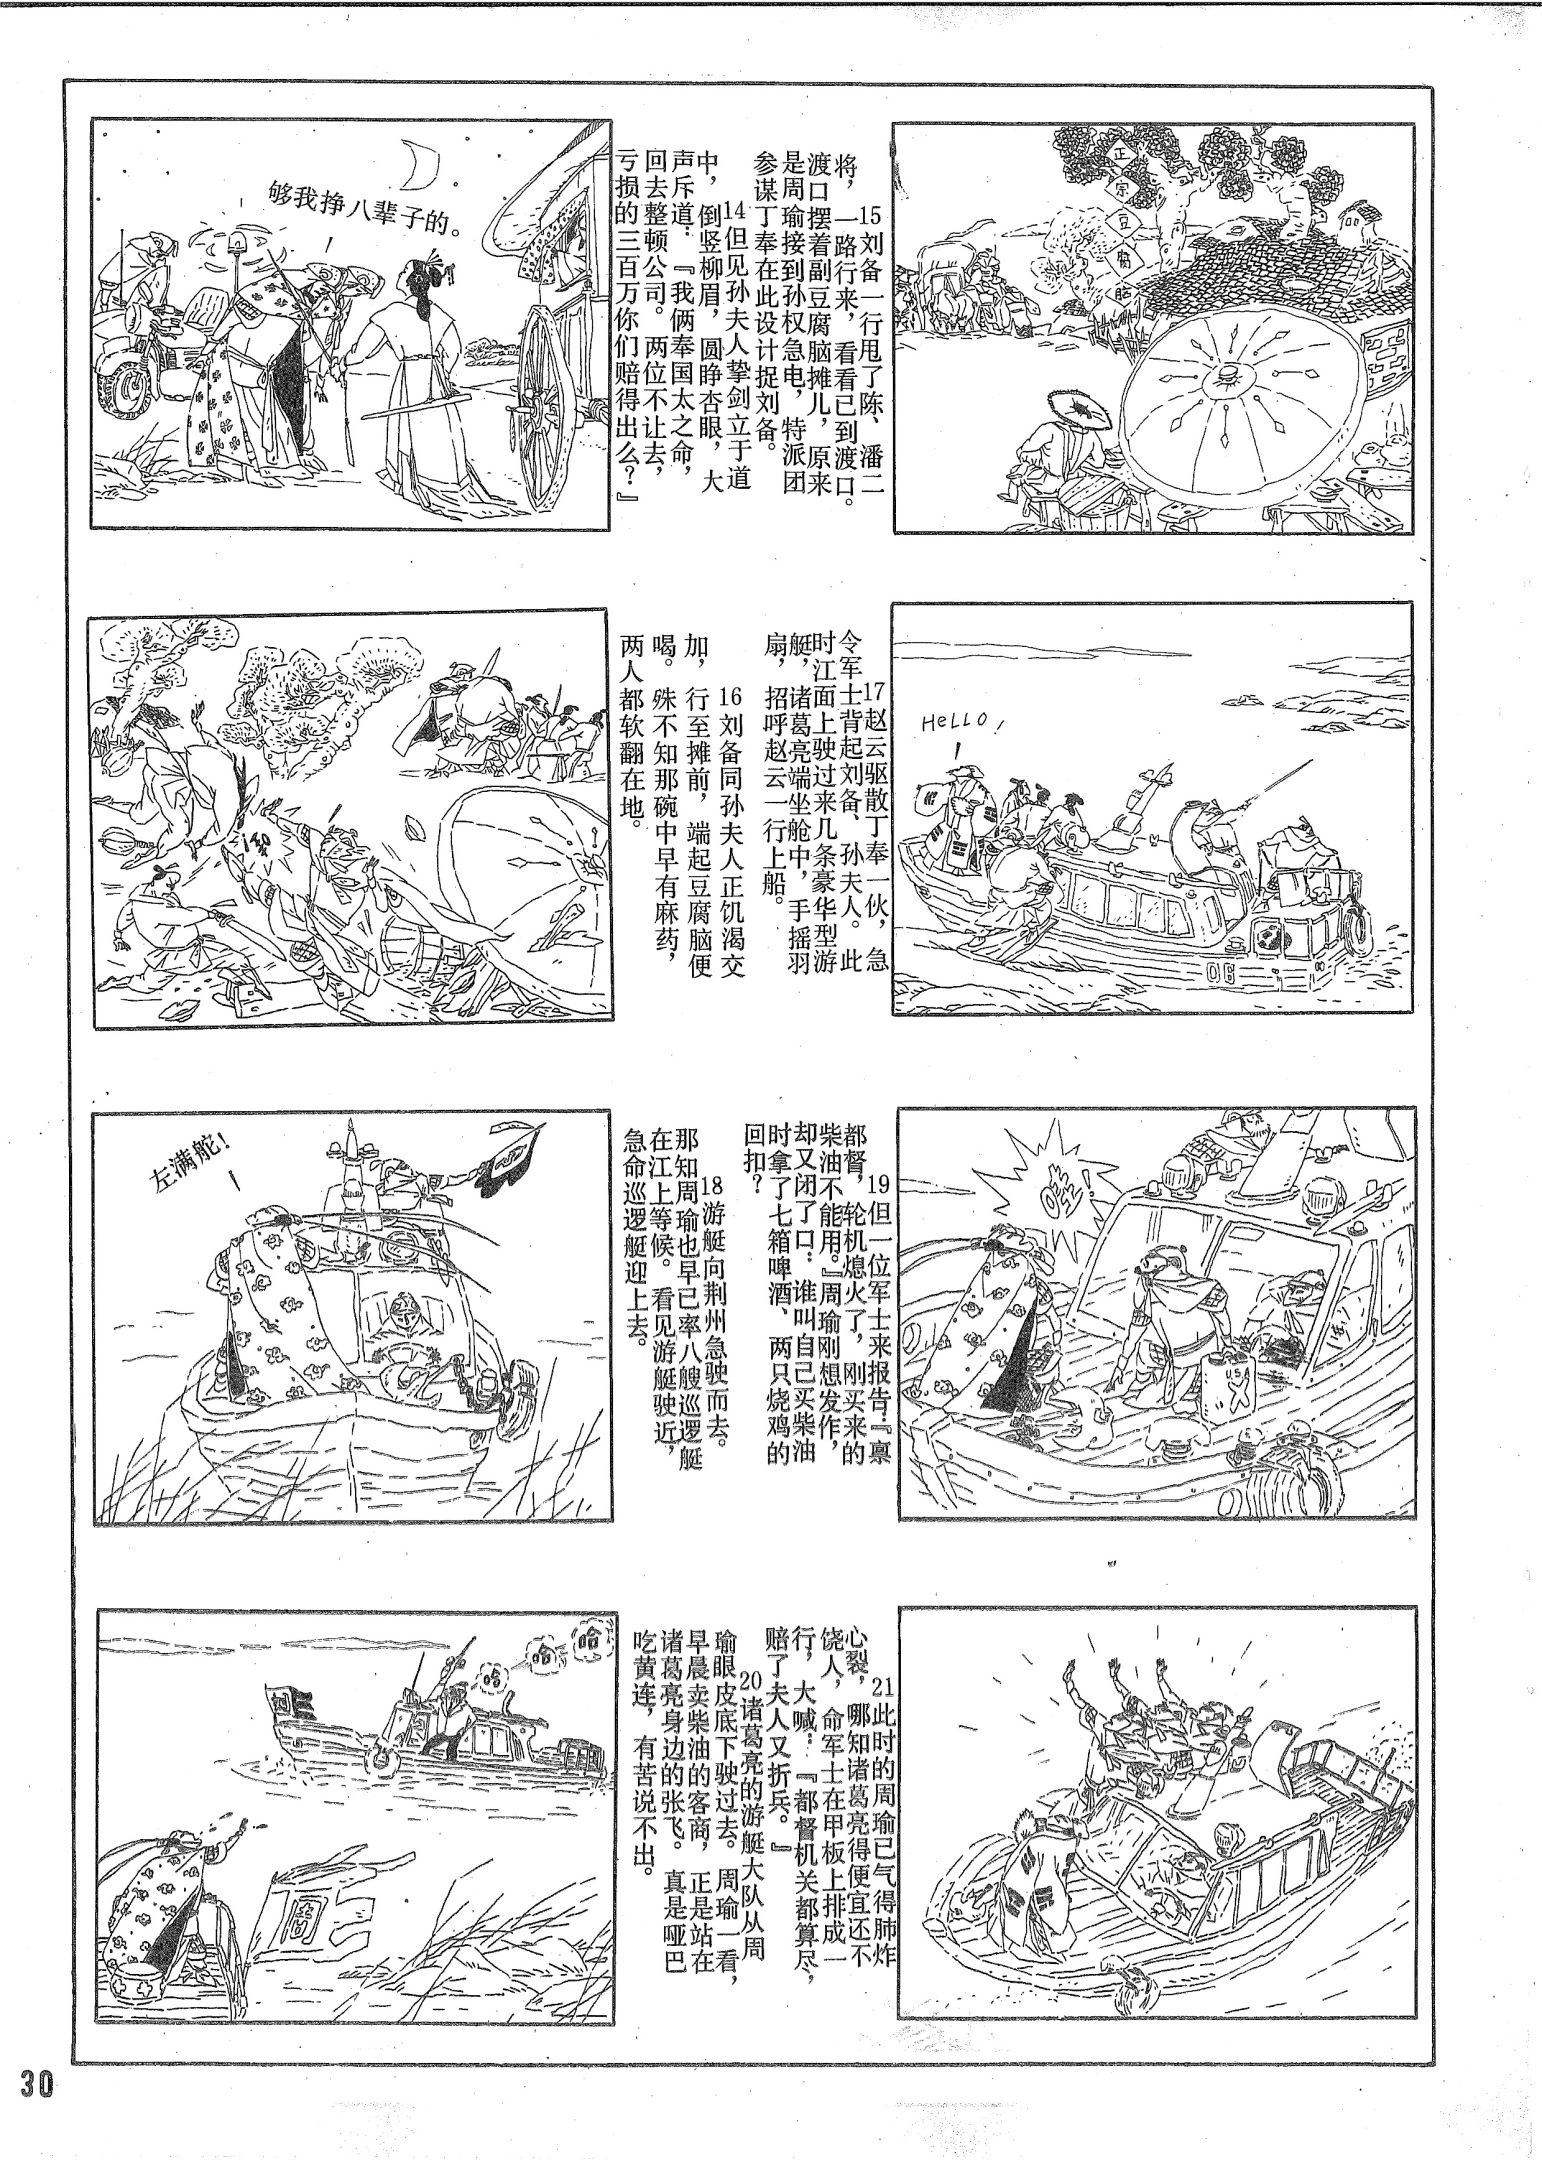 够我挣八辈子的。
14但见孙夫人挚剑立于道
中，倒竖柳眉，圆睁杏眼，大
声斥道：『我俩奉国太之命，
回去整顿公司。两位不让去，
亏损的三百万你们赔得出么？』
正宗豆腐脑
15刘备一行甩了陈、潘二
将，一路行来，看看已到渡口。
渡口摆着副豆腐脑摊儿，原来
是周瑜接到孙权急电，特派团
参谋丁奉在此设计捉刘备。
16刘备同孙夫人正饥渴交
加，行至摊前，端起豆腐脑便
喝。殊不知那碗中早有麻药，
两人都软翻在地。
HELLO!
06
17赵云驱散丁奉一伙，急
令军士背起刘备、孙夫人。此
时江面上驶过来几条豪华型游
艇，诸葛亮端坐舱中，手摇羽
扇，招呼赵云一行上船。
左满舵！
18游艇向荆州急驶而去。
那知周瑜也早已率八艘巡逻艇
在江上等候。看见游艇驶近，
急命巡逻艇迎上去。
哇！
19但一位军士来报告：『禀
都督，轮机熄火了，刚买来的
柴油不能用。』周瑜刚想发作，
却又闭了口：谁叫自己买柴油
时拿了七箱啤酒、两只烧鸡的
回扣？
哈
哈
哈
周
20诸葛亮的游艇大队从周
瑜眼皮底下驶过去。周瑜一看，
早晨卖柴油的客商，正是站在
诸葛亮身边的张飞。真是哑巴
吃黄连，有苦说不出。
21此时的周瑜已气得肺炸
心裂，哪知诸葛亮得便宜还不
饶人，命军士在甲板上排成一
行，大喊：『都督机关都算尽，
赔了夫人又折兵。』
30